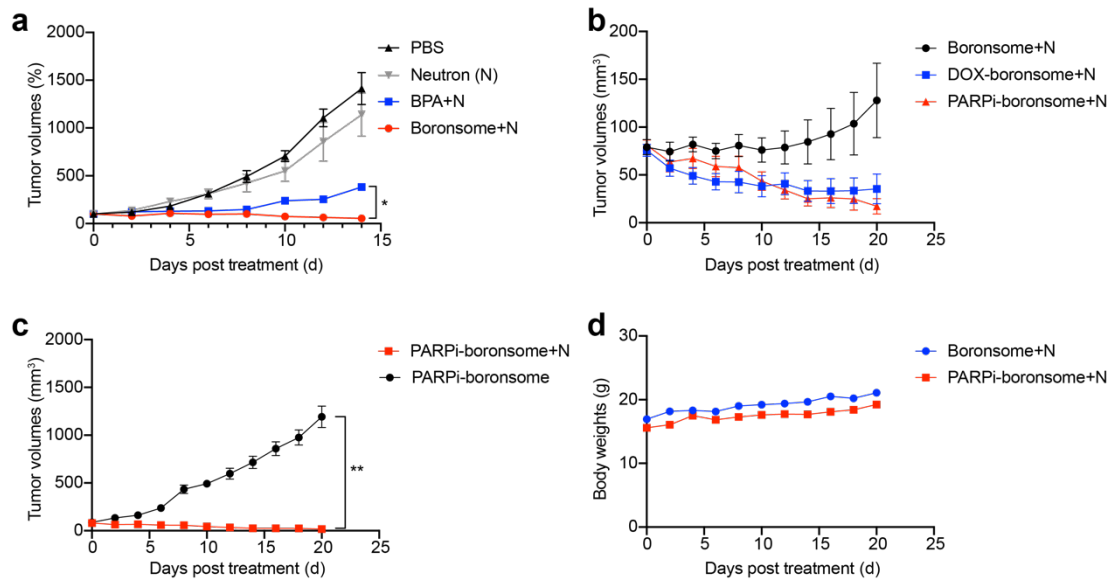 a
Tumor volumes (%)
2000
1500
1000
500
0
0
5
10
15
Days post treatment (d)
PBS
Neutron (N)
BPA+N
Boronsome+N
*
b
Tumor volumes (mm³)
200
150
100
50
0
0
5
10
15
20
25
Days post treatment (d)
Boronsome+N
DOX-boronsome+N
PARPi-boronsome+N
c
Tumor volumes (mm³)
2000
1500
1000
500
0
0
5
10
15
20
25
Days post treatment (d)
PARPi-boronsome+N
PARPi-boronsome
**
d
Body weights (g)
30
20
10
0
0
5
10
15
20
25
Days post treatment (d)
Boronsome+N
PARPi-boronsome+N